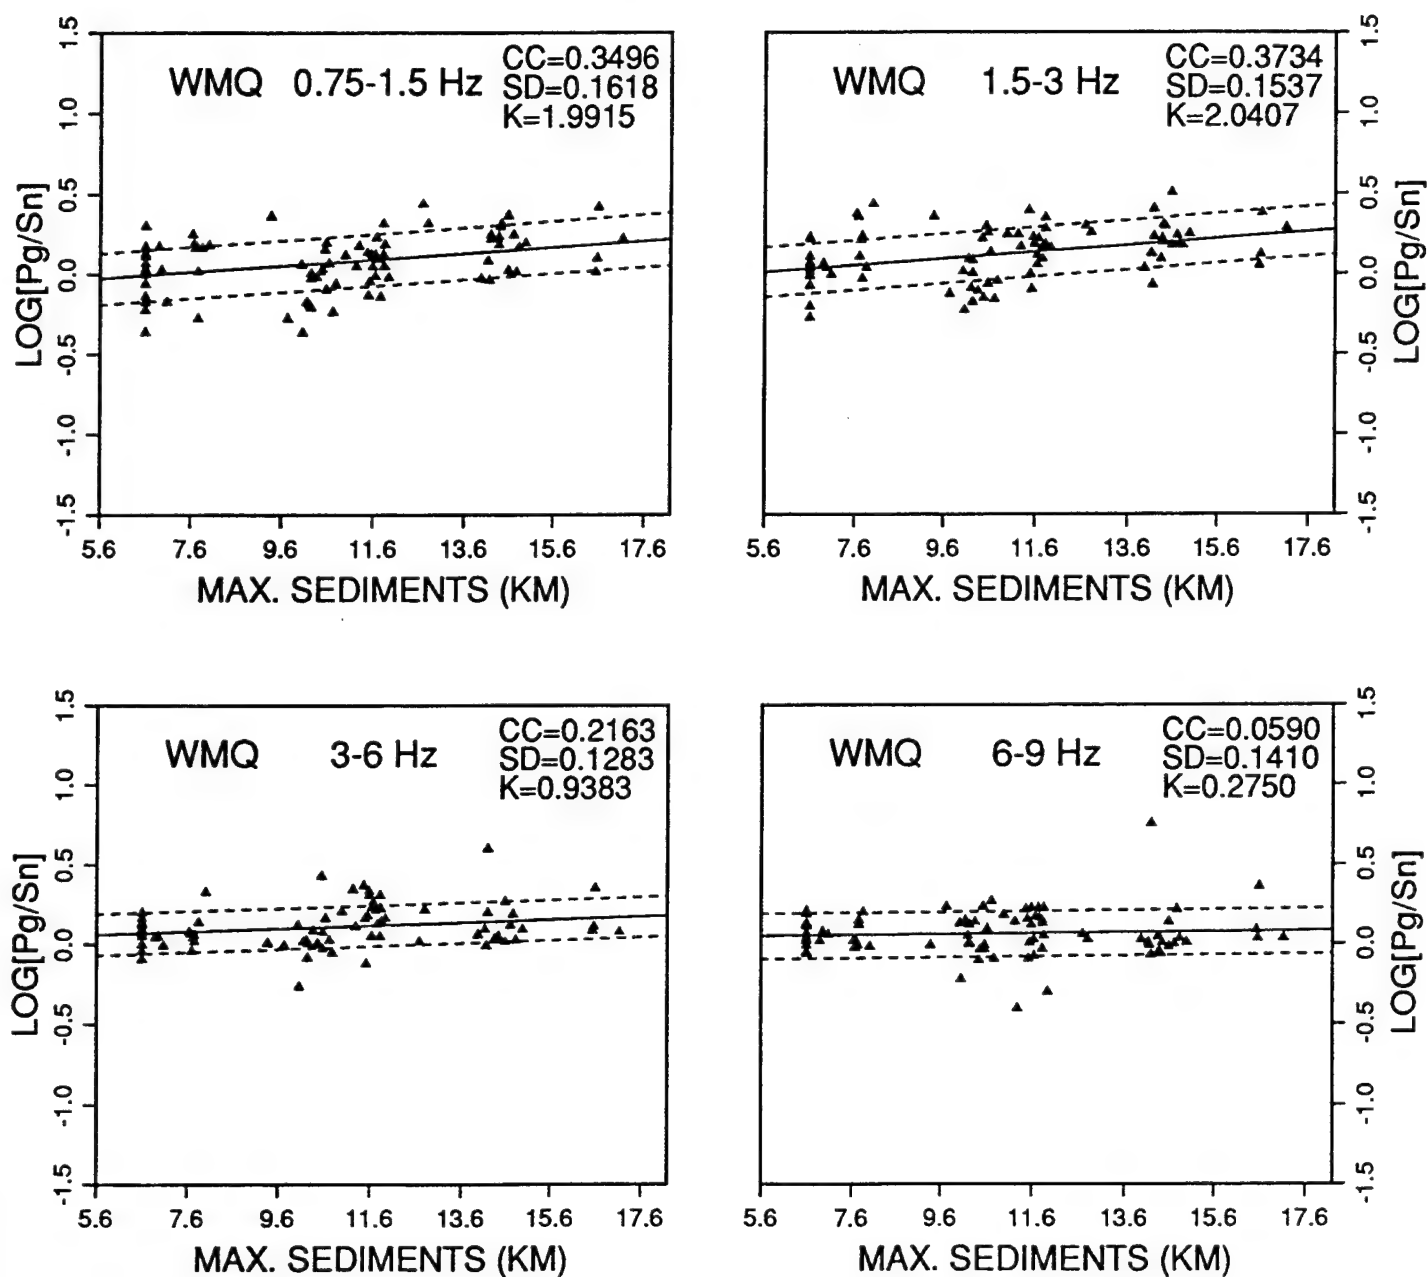 WMQ 0.75-1.5 Hz
CC=0.3496
SD=0.1618
K=1.9915
LOG[Pg/Sn]
1.5
1.0
0.5
0.0
-0.5
-1.0
-1.5
5.6 7.6 9.6 11.6 13.6 15.6 17.6
MAX. SEDIMENTS (KM)
WMQ 1.5-3 Hz
CC=0.3734
SD=0.1537
K=2.0407
1.5
1.0
0.5
0.0
-0.5
-1.0
-1.5
LOG[Pg/Sn]
5.6 7.6 9.6 11.6 13.6 15.6 17.6
MAX. SEDIMENTS (KM)
WMQ 3-6 Hz
CC=0.2163
SD=0.1283
K=0.9383
LOG[Pg/Sn]
1.5
1.0
0.5
0.0
-0.5
-1.0
-1.5
5.6 7.6 9.6 11.6 13.6 15.6 17.6
MAX. SEDIMENTS (KM)
WMQ 6-9 Hz
CC=0.0590
SD=0.1410
K=0.2750
1.5
1.0
0.5
0.0
-0.5
-1.0
-1.5
LOG[Pg/Sn]
5.6 7.6 9.6 11.6 13.6 15.6 17.6
MAX. SEDIMENTS (KM)